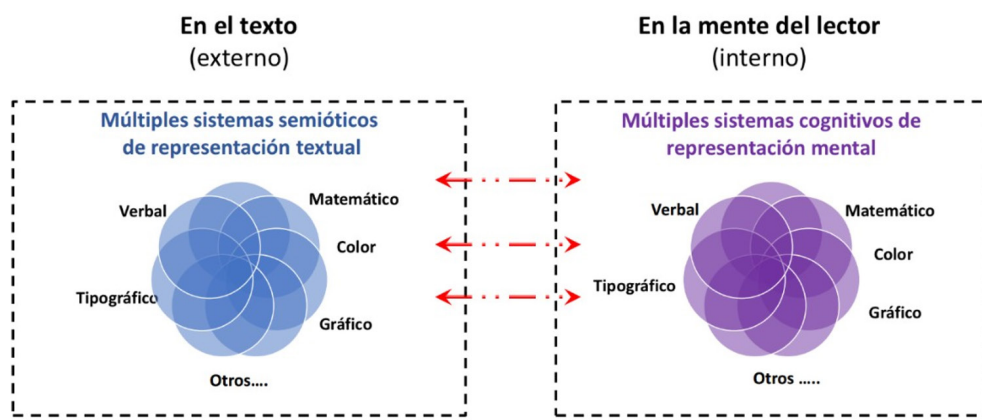 En el texto
(externo)
Múltiples sistemas semióticos
de representación textual
Verbal
Matemático
Color
Tipográfico
Gráfico
Otros....
En la mente del lector
(interno)
Múltiples sistemas cognitivos de
representación mental
Verbal
Matemático
Color
Tipográfico
Gráfico
Otros .....